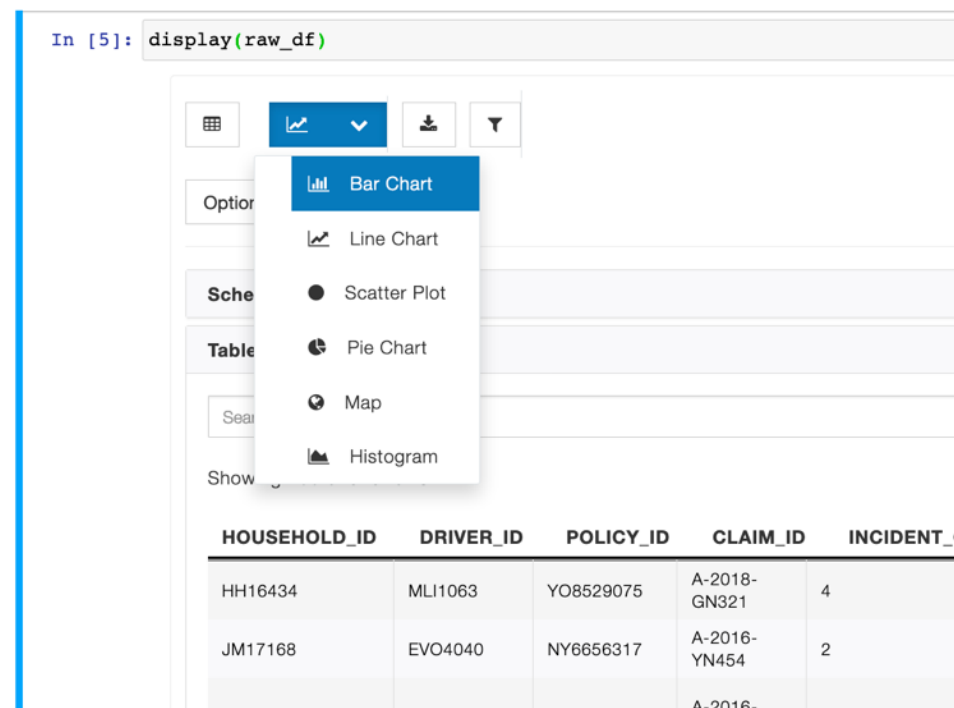 In [5]: display(raw_df)
Bar Chart
Line Chart
Scatter Plot
Pie Chart
Map
Histogram
HOUSEHOLD_ID DRIVER_ID POLICY_ID CLAIM_ID
HH16434 MLI1063 YO8529075 A-2018-GN321 4
JM17168 EVO4040 NY6656317 A-2016-YN454 2
A-2016-